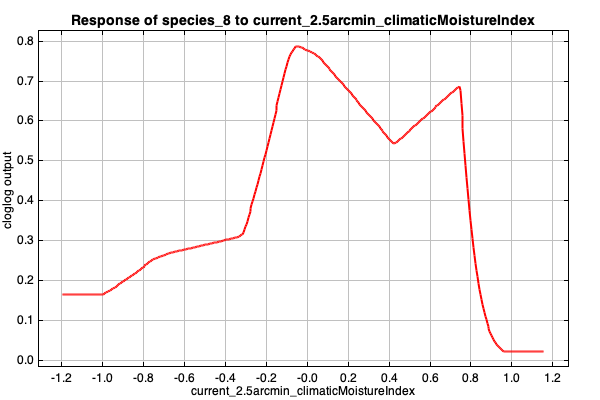 Response of species_8 to current_2.5arcmin_climaticMoistureIndex
0.8
0.7
0.6
0.5
0.4
0.3
0.2
0.1
0.0
cloglog output
-1.2 -1.0 -0.8 -0.6 -0.4 -0.2 -0.0 0.2 0.4 0.6 0.8 1.0 1.2
current_2.5arcmin_climaticMoistureIndex